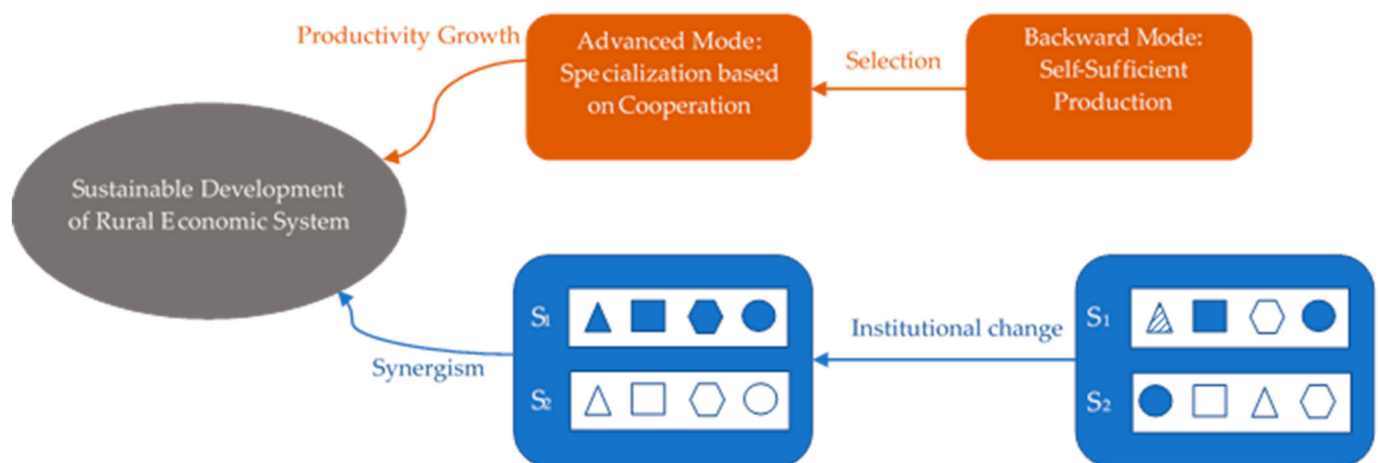 Productivity Growth
Advanced Mode:
Specialization based
on Cooperation
Selection
Backward Mode:
Self-Sufficient
Production
Sustainable Development
of Rural Economic System
S1
S2
Synergism
Institutional change
S1
S2